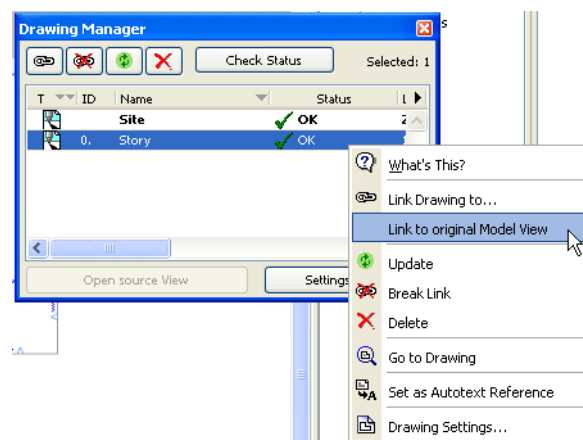 Drawing Manager
s
Check Status
Selected: 1
T ID Name Status L
Site OK
0. Story OK
What's This?
Link Drawing to...
Link to original Model View
Update
Open source View Settings
Break Link
Delete
Go to Drawing
Set as Autotext Reference
Drawing Settings...